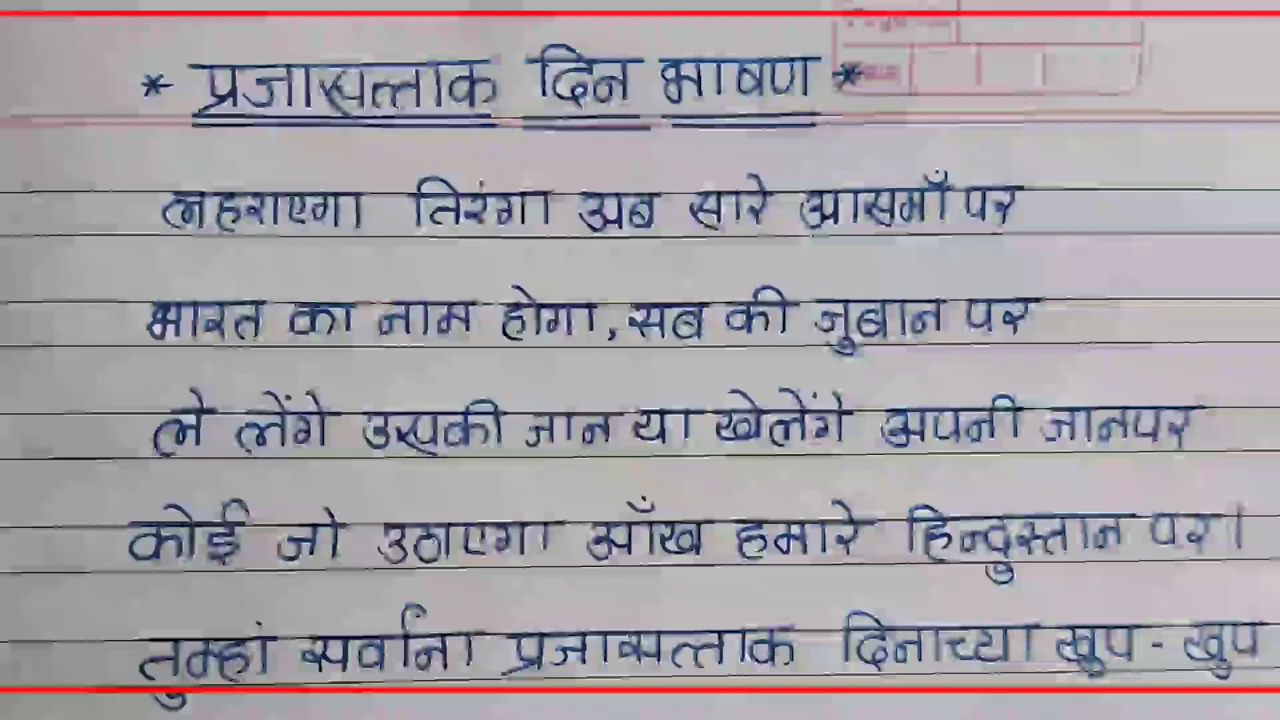 * प्रजासत्ताक दिन भाषण *
लहराएगा तिरंगा अब सारे आसमाँ पर
भारत का नाम होगा, सब की जुबान पर
ले लेंगे उसकी जान या खेलेंगे अपनी जानपर
कोई जो उठाएगा आँख हमारे हिन्दुस्तान पर।
तुम्हां सर्वांना प्रजासत्ताक दिनाच्या खुप - खुप